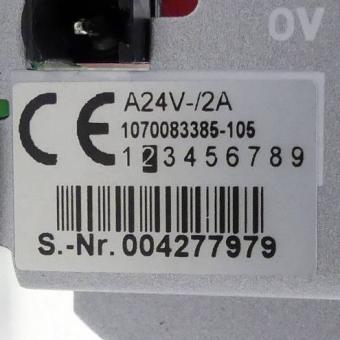 0V
CE A24V-/2A
1070083385-105
1 2 3 4 5 6 7 8 9
S.-Nr. 004277979